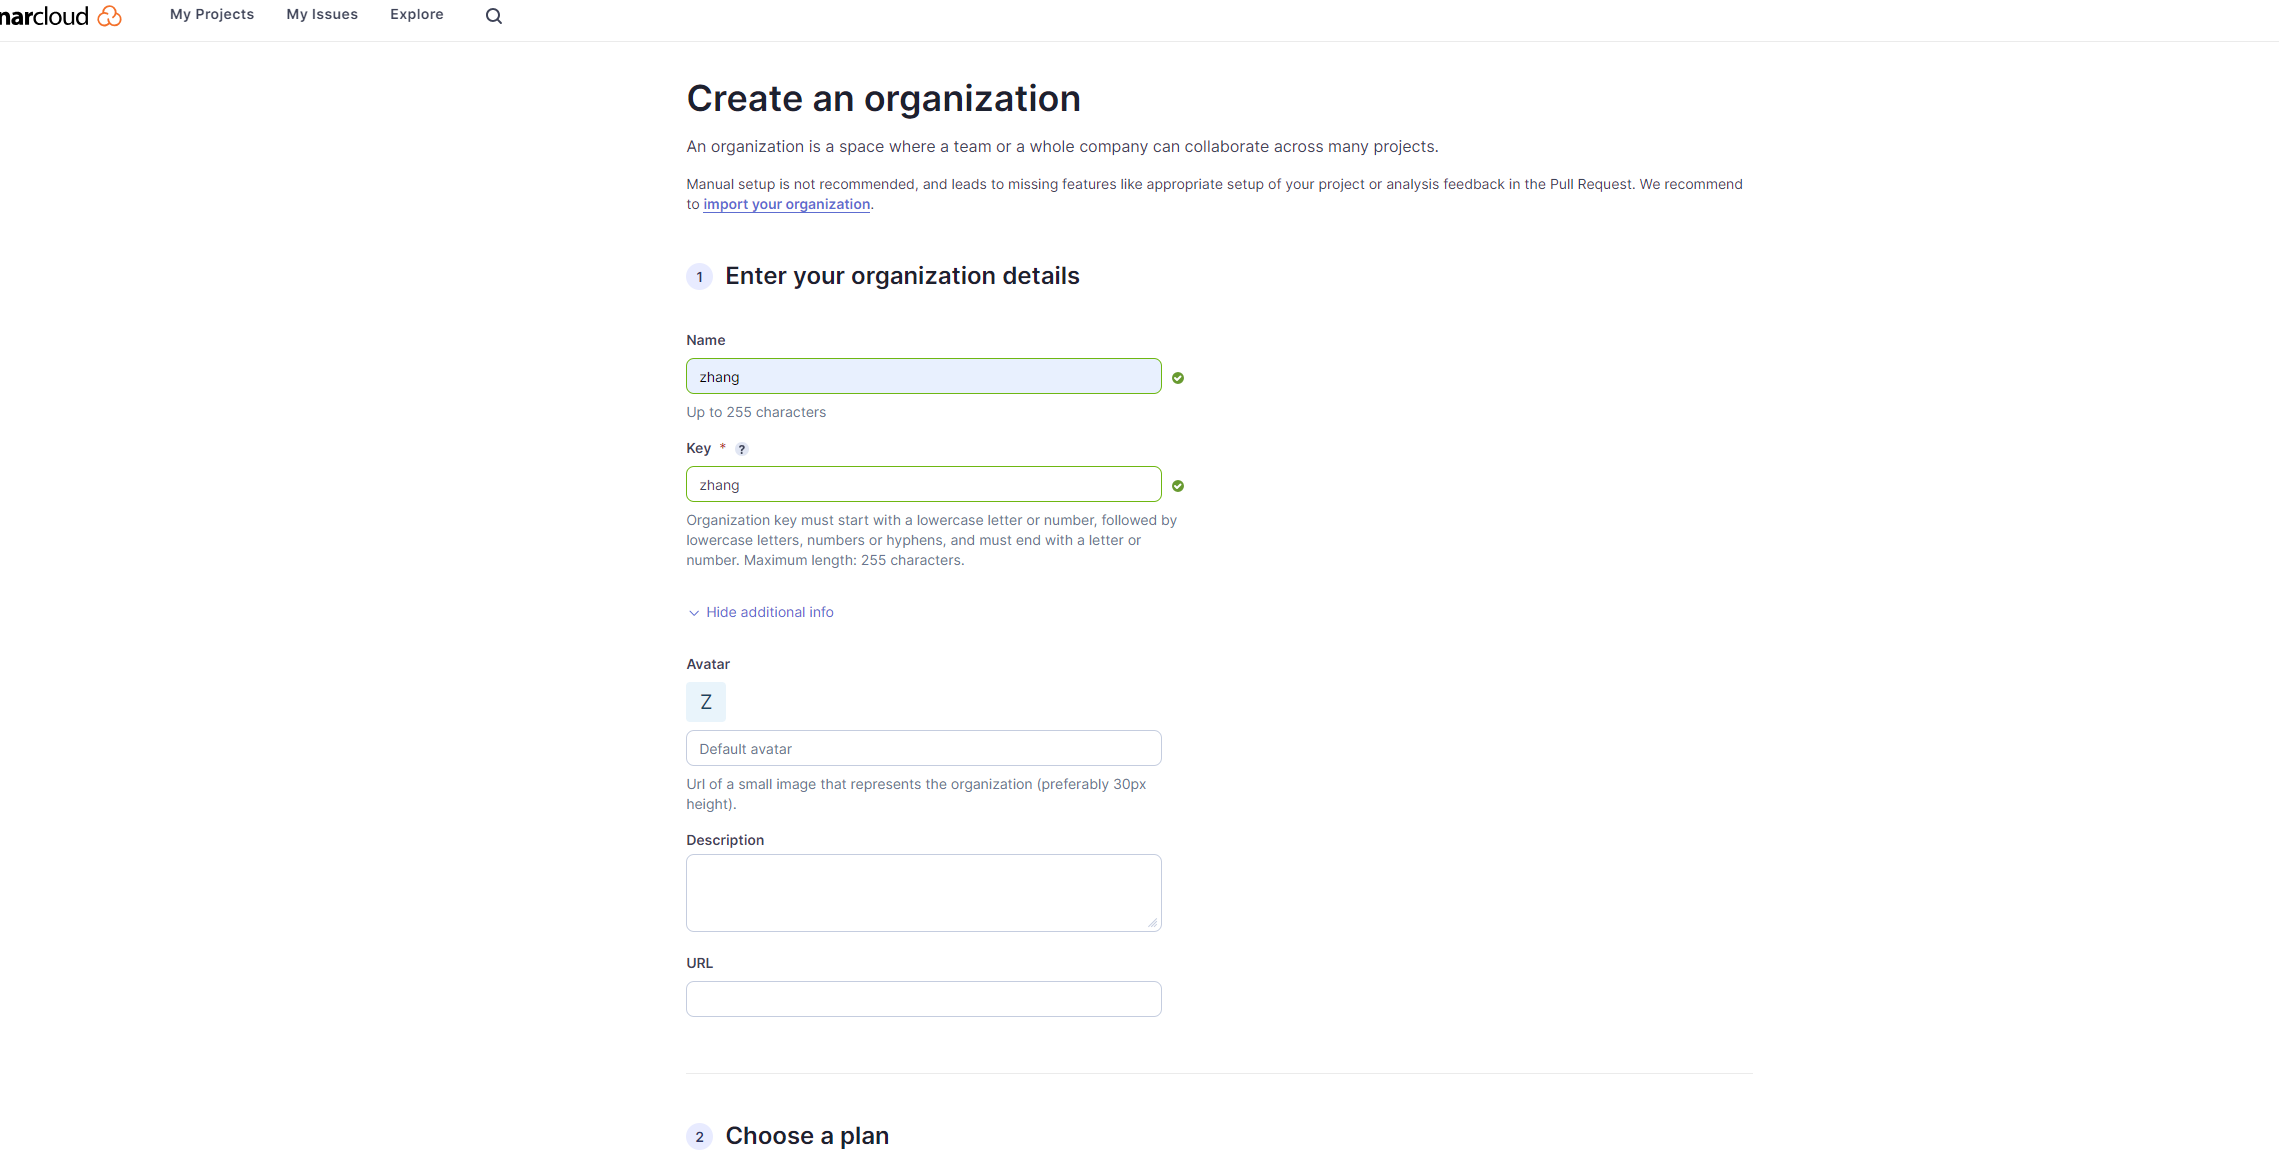 narcloud
My Projects My Issues Explore
Create an organization
An organization is a space where a team or a whole company can collaborate across many projects.
Manual setup is not recommended, and leads to missing features like appropriate setup of your project or analysis feedback in the Pull Request. We recommend
to import your organization.
1 Enter your organization details
Name
zhang
Up to 255 characters
Key * ?
zhang
Organization key must start with a lowercase letter or number, followed by
lowercase letters, numbers or hyphens, and must end with a letter or
number. Maximum length: 255 characters.
Hide additional info
Avatar
Z
Default avatar
Url of a small image that represents the organization (preferably 30px
height).
Description
URL
2 Choose a plan